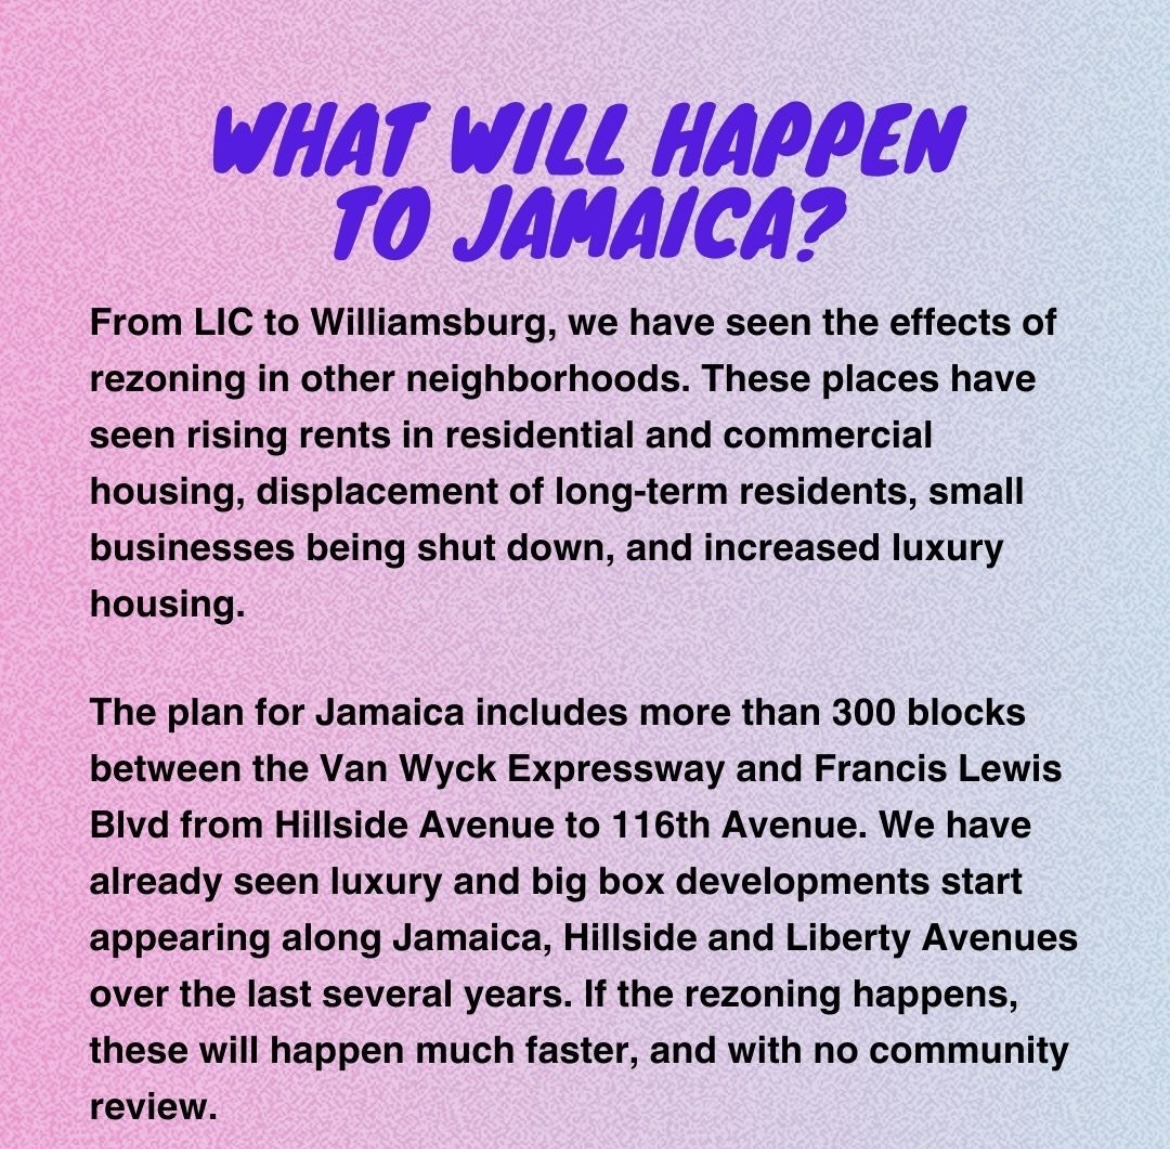 WHAT WILL HAPPEN
TO JAMAICA?
From LIC to Williamsburg, we have seen the effects of
rezoning in other neighborhoods. These places have
seen rising rents in residential and commercial
housing, displacement of long-term residents, small
businesses being shut down, and increased luxury
housing.
The plan for Jamaica includes more than 300 blocks
between the Van Wyck Expressway and Francis Lewis
Blvd from Hillside Avenue to 116th Avenue. We have
already seen luxury and big box developments start
appearing along Jamaica, Hillside and Liberty Avenues
over the last several years. If the rezoning happens,
these will happen much faster, and with no community
review.